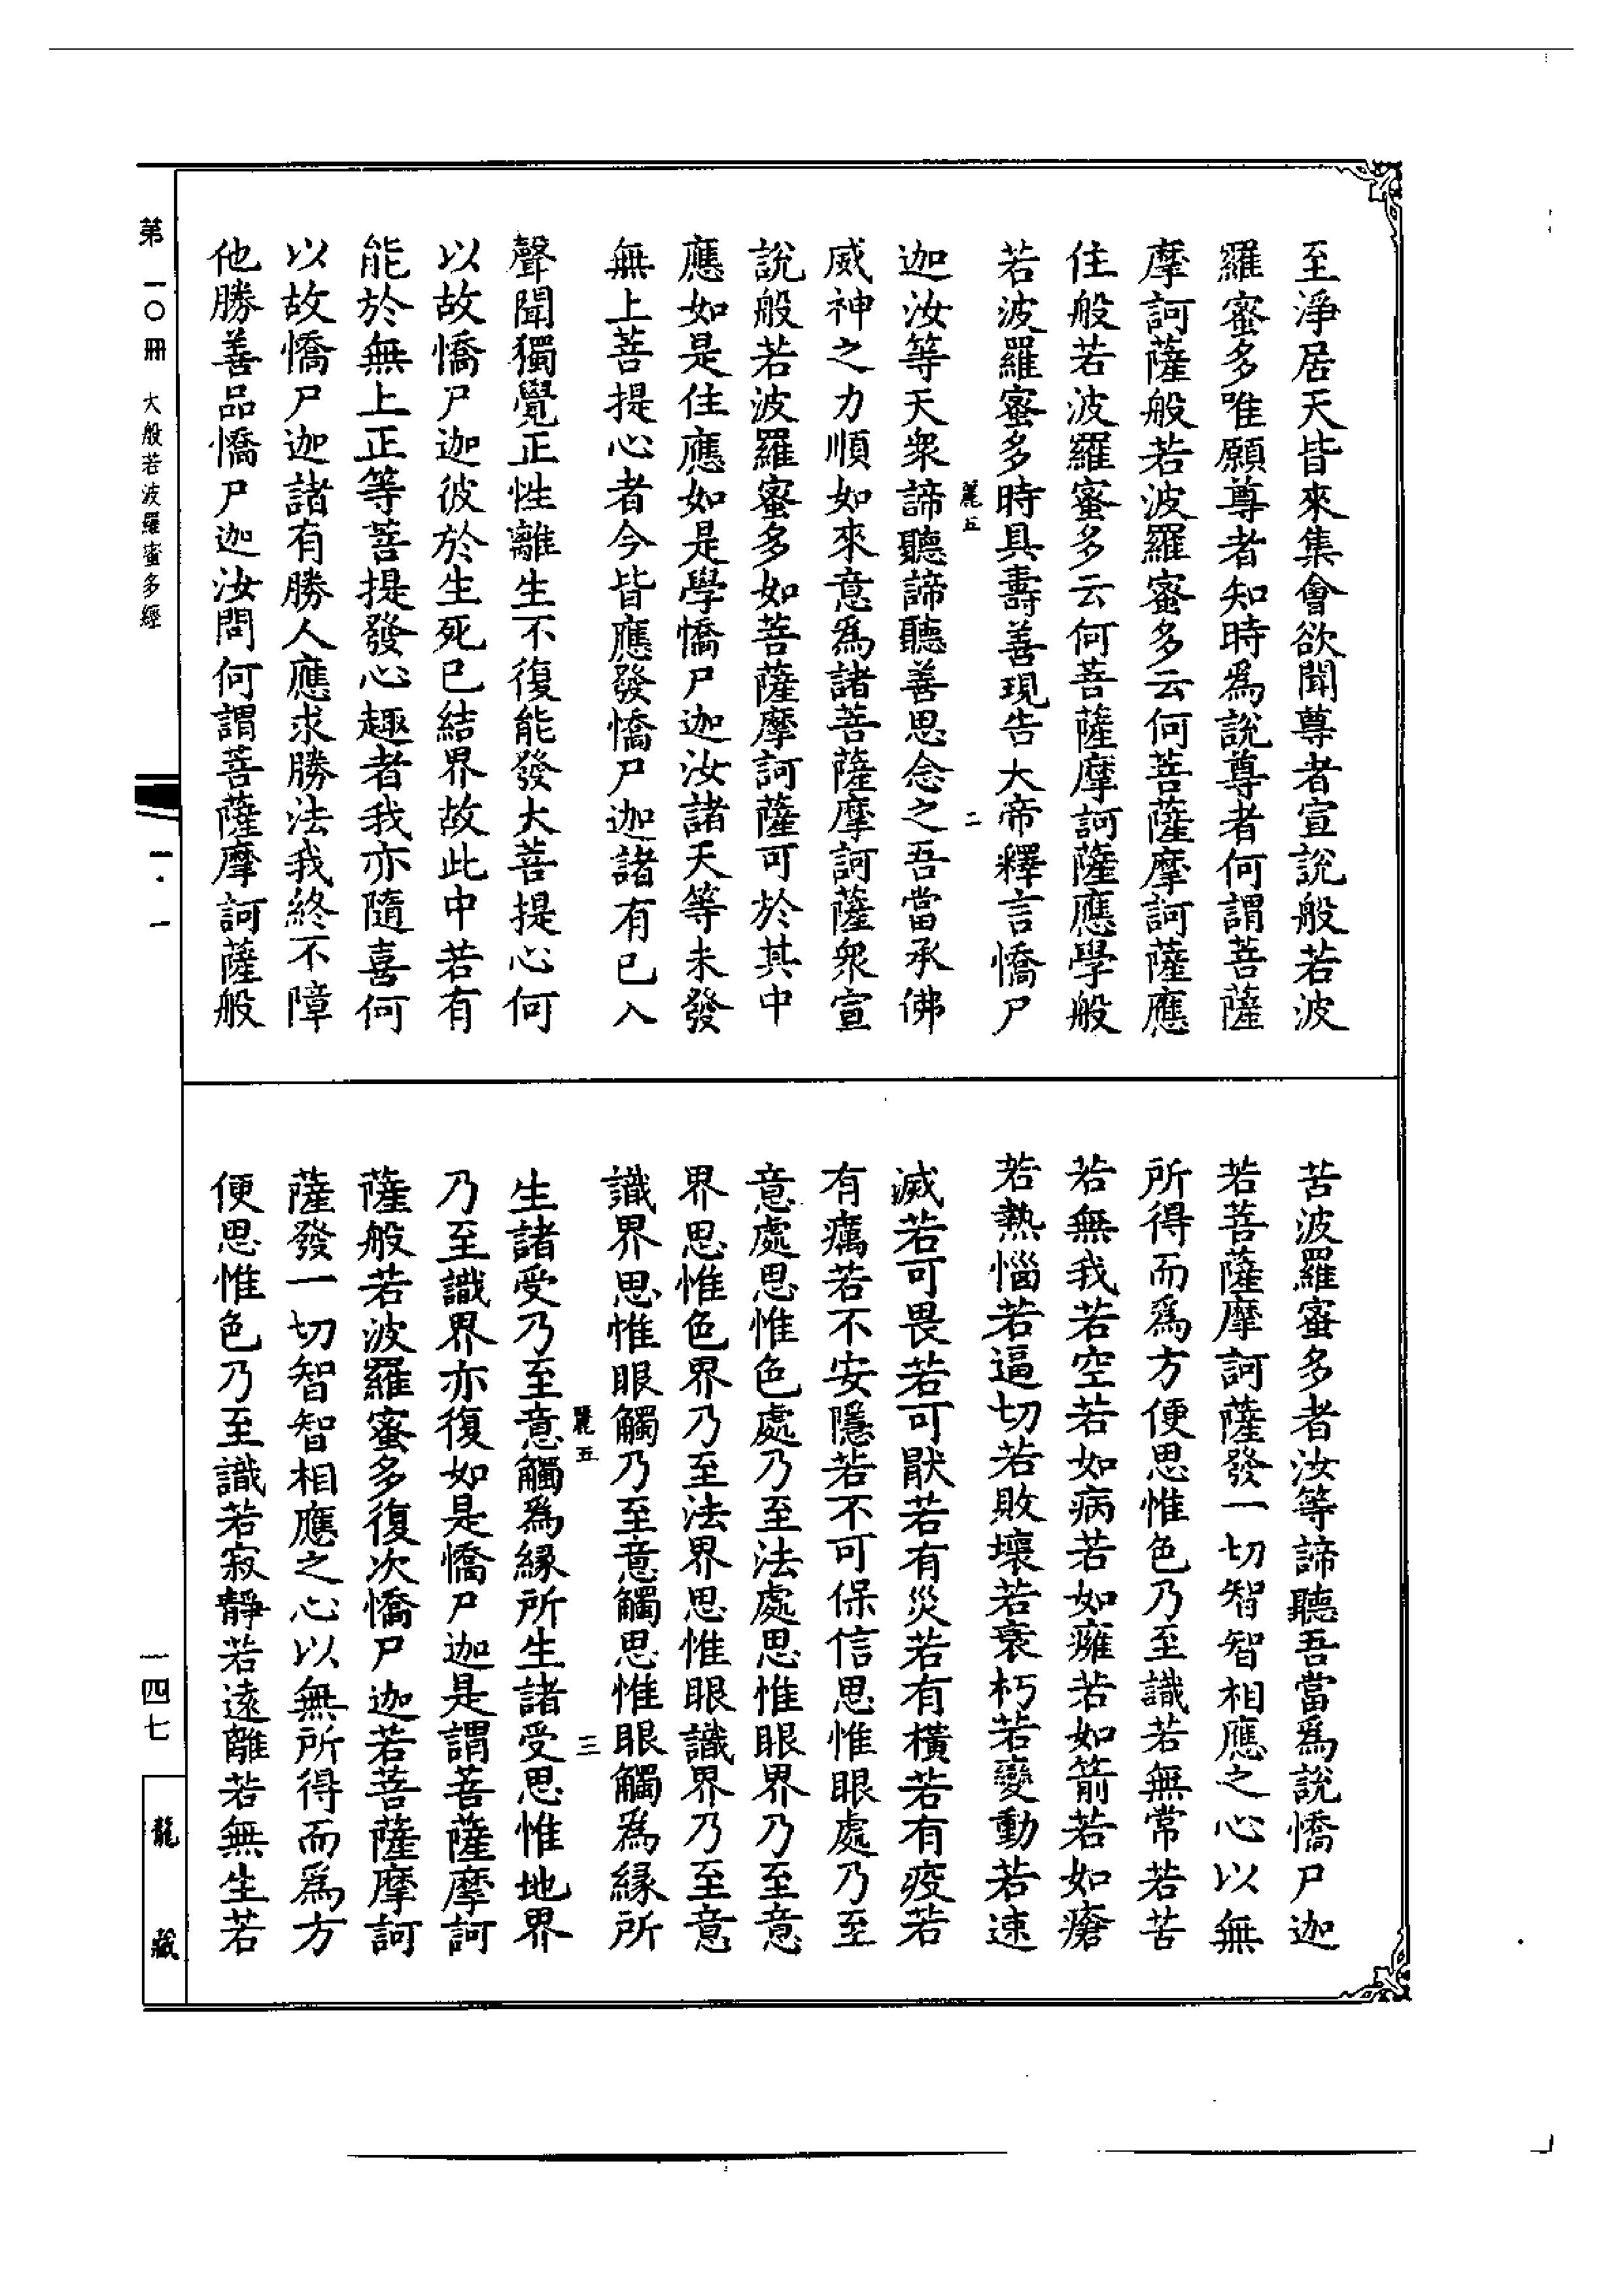 至淨居天皆來集會欲聞尊者宣說般若波
羅蜜多唯願尊者知時爲說尊者何謂菩薩
摩訶薩般若波羅蜜多云何菩薩摩訶薩應
住般若波羅蜜多云何菩薩摩訶薩應學般
若波羅蜜多時具壽善現告大帝釋言憍尸
麗五 二
迦汝等天衆諦聽諦聽善思念之吾當承佛
威神之力順如來意爲諸菩薩摩訶薩衆宣
說般若波羅蜜多如菩薩摩訶薩可於其中
應如是住應如是學憍尸迦汝諸天等未發
無上菩提心者今皆應發憍尸迦諸有已入
聲聞獨覺正性離生不復能發大菩提心何
以故憍尸迦彼於生死已結界故此中若有
能於無上正等菩提發心趣者我亦隨喜何
以故憍尸迦諸有勝人應求勝法我終不障
他勝善品憍尸迦汝問何謂菩薩摩訶薩般
苦波羅蜜多者汝等諦聽吾當爲說憍尸迦
若菩薩摩訶薩發一切智智相應之心以無
所得而爲方便思惟色乃至識若無常若苦
若無我若空若如病若如癰若如箭若如瘡
若熱惱若逼切若敗壞若衰朽若變動若速
滅若可畏若可厭若有災若有橫若有疫若
有癘若不安隱若不可保信思惟眼處乃至
意處思惟色處乃至法處思惟眼界乃至意
界思惟色界乃至法界思惟眼識界乃至意
識界思惟眼觸乃至意觸思惟眼觸爲緣所
麗五 三
生諸受乃至意觸爲緣所生諸受思惟地界
乃至識界亦復如是憍尸迦是謂菩薩摩訶
薩般若波羅蜜多復次憍尸迦若菩薩摩訶
薩發一切智智相應之心以無所得而爲方
便思惟色乃至識若寂靜若遠離若無生若
第一〇冊 大般若波羅蜜多經
一·一
一四七
龍藏